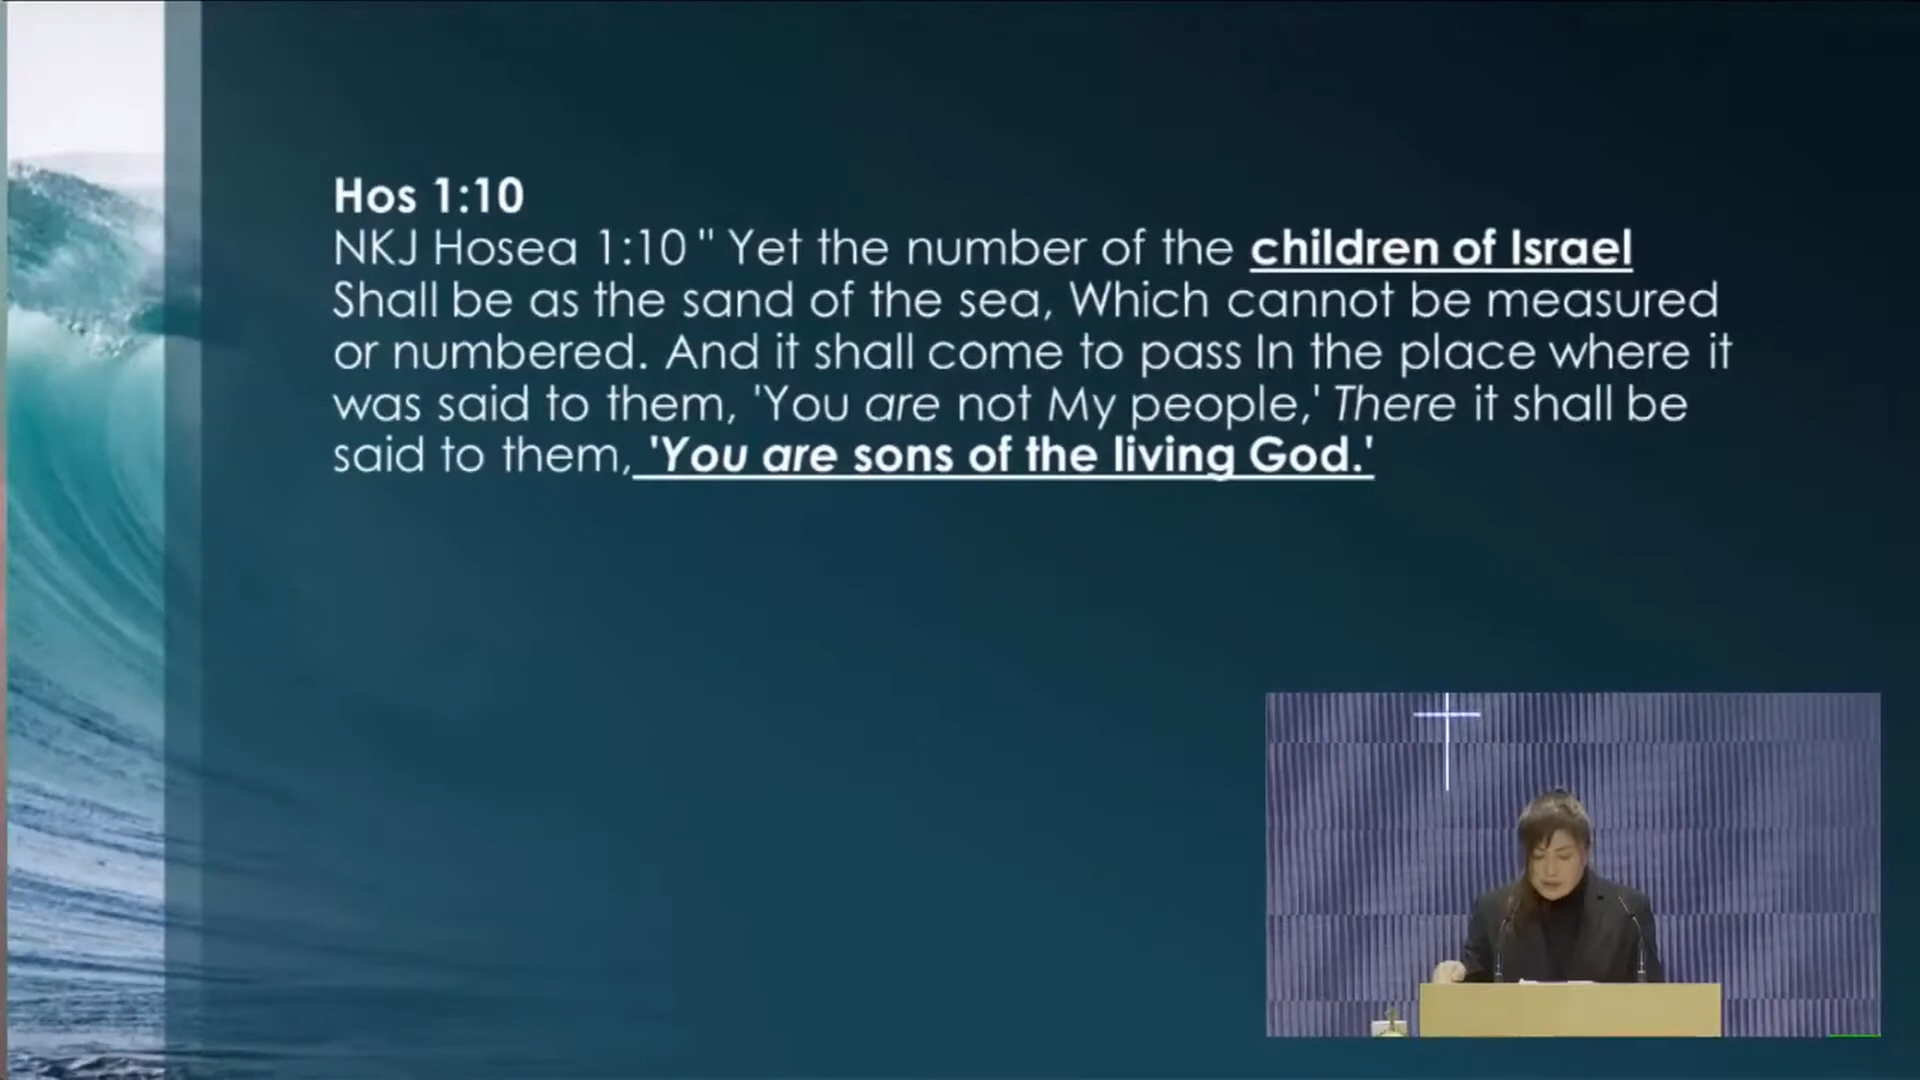 Hos 1:10
NKJ Hosea 1:10 " Yet the number of the children of Israel
Shall be as the sand of the sea, Which cannot be measured
or numbered. And it shall come to pass In the place where it
was said to them, 'You are not My people,' There it shall be
said to them, 'You are sons of the living God.'